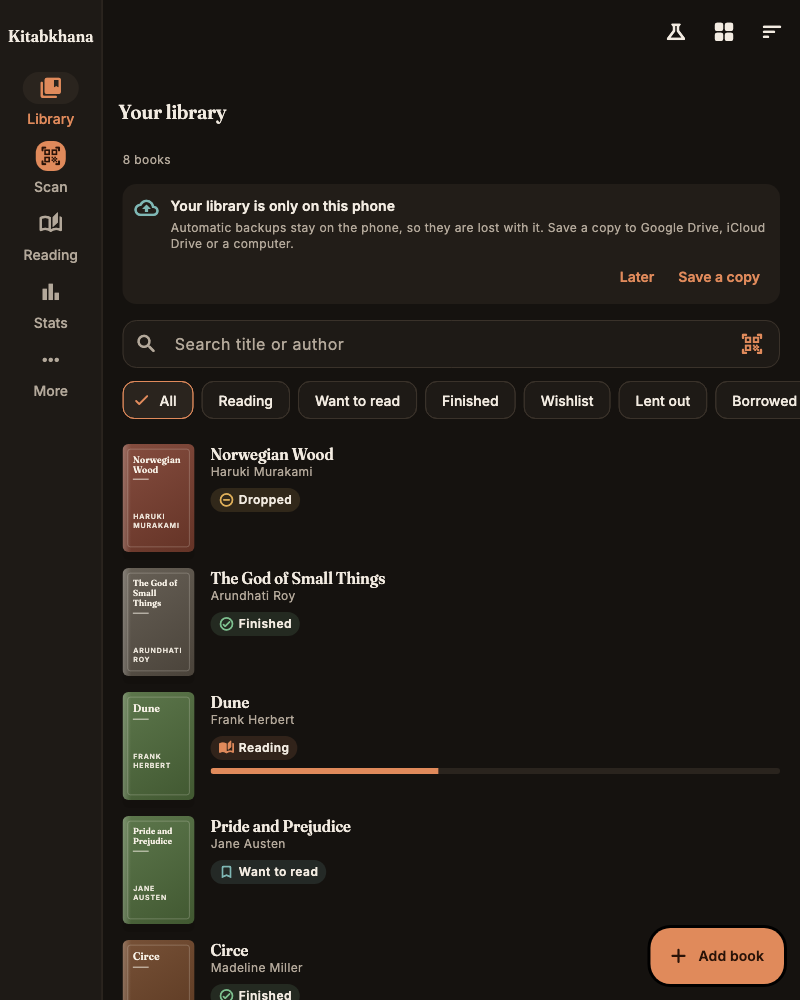 Kitabkhana
Library
Scan
Reading
Stats
More
Your library
8 books
Your library is only on this phone
Automatic backups stay on the phone, so they are lost with it. Save a copy to Google Drive, iCloud
Drive or a computer.
Later
Save a copy
Search title or author
All
Reading
Want to read
Finished
Wishlist
Lent out
Borrowed
Norwegian
Wood
HARUKI
MURAKAMI
Norwegian Wood
Haruki Murakami
Dropped
The God of
Small
Things
ARUNDHATI
ROY
The God of Small Things
Arundhati Roy
Finished
Dune
FRANK
HERBERT
Dune
Frank Herbert
Reading
Pride and
Prejudice
JANE
AUSTEN
Pride and Prejudice
Jane Austen
Want to read
Circe
Circe
Madeline Miller
Finished
Add book